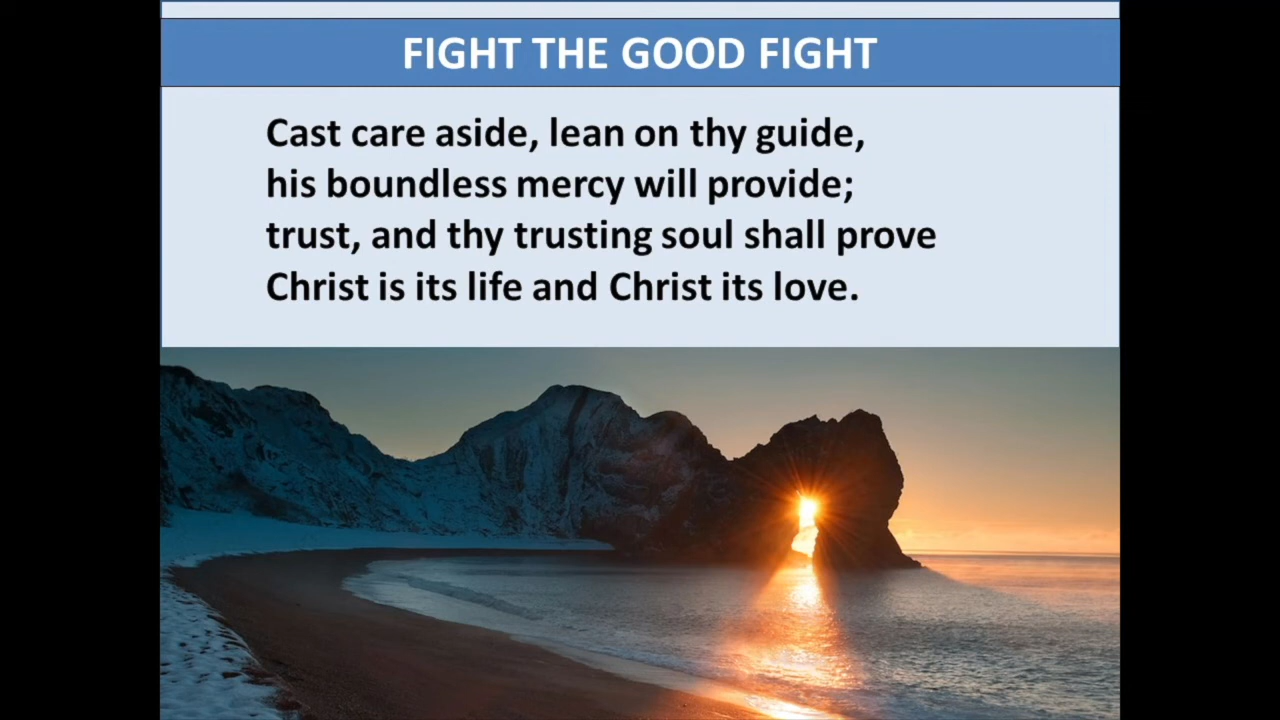 FIGHT THE GOOD FIGHT
Cast care aside, lean on thy guide,
his boundless mercy will provide;
trust, and thy trusting soul shall prove
Christ is its life and Christ its love.